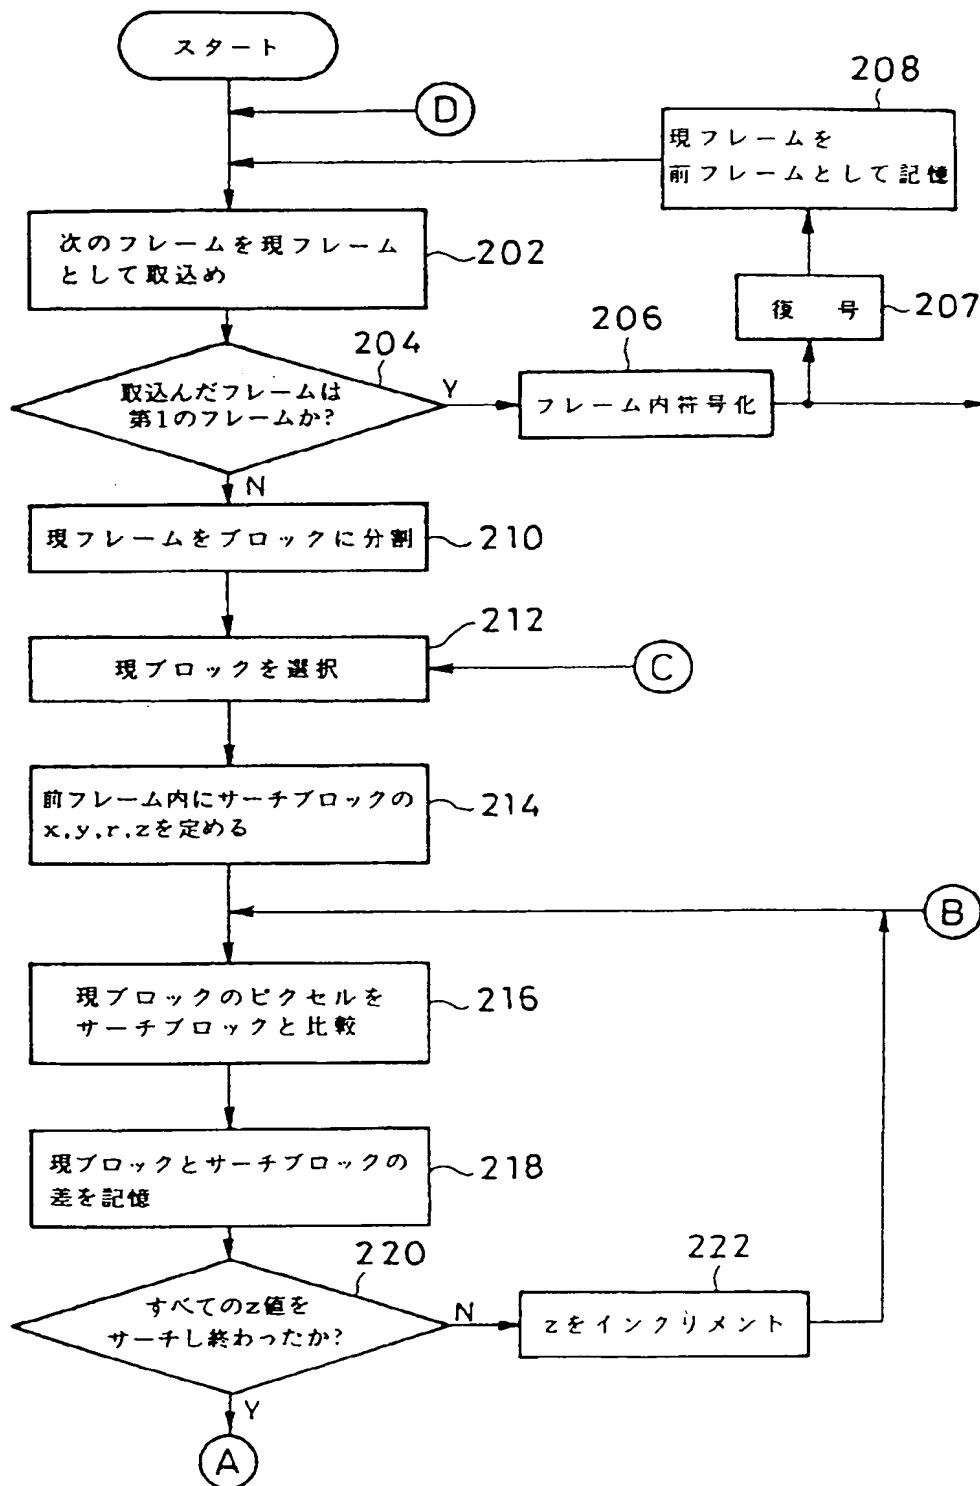 スタート
D
208
現フレームを
前フレームとして記憶
次のフレームを現フレーム
として取込め
202
復 号
207
204
取込んだフレームは
第1のフレームか?
Y
206
フレーム内符号化
N
現フレームをブロックに分割
210
212
現ブロックを選択
C
前フレーム内にサーチブロックの
x,y,r,zを定める
214
B
現ブロックのピクセルを
サーチブロックと比較
216
現ブロックとサーチブロックの
差を記憶
218
220
すべてのz値を
サーチし終わったか?
N
222
zをインクリメント
Y
A